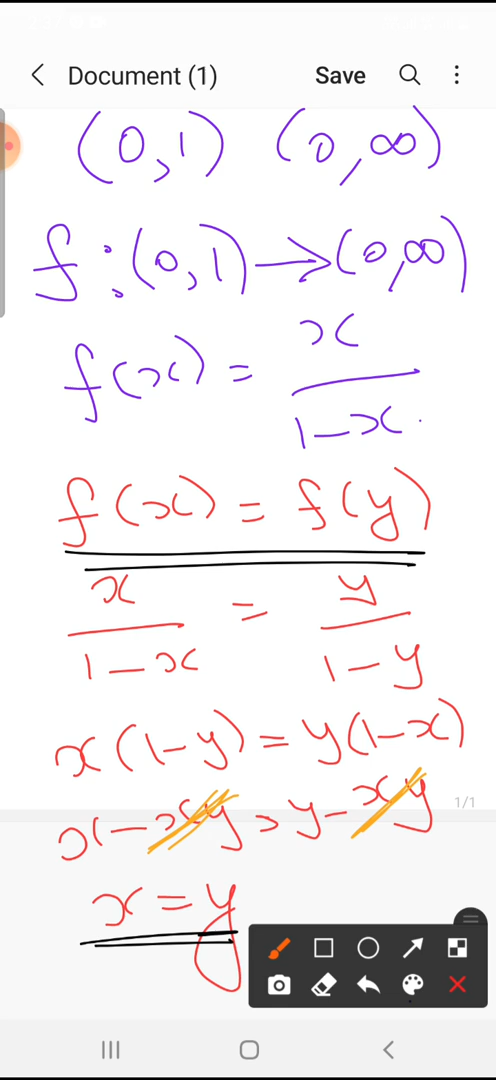 Document (1) Save
(0,1) (0,∞)
f:(0,1)→(0,∞)
f(x) = x/(1-x).
f(x) = f(y)
x/(1-x) = y/(1-y)
x(1-y)=y(1-x)
x-xy=y-xy
1/1
x=y